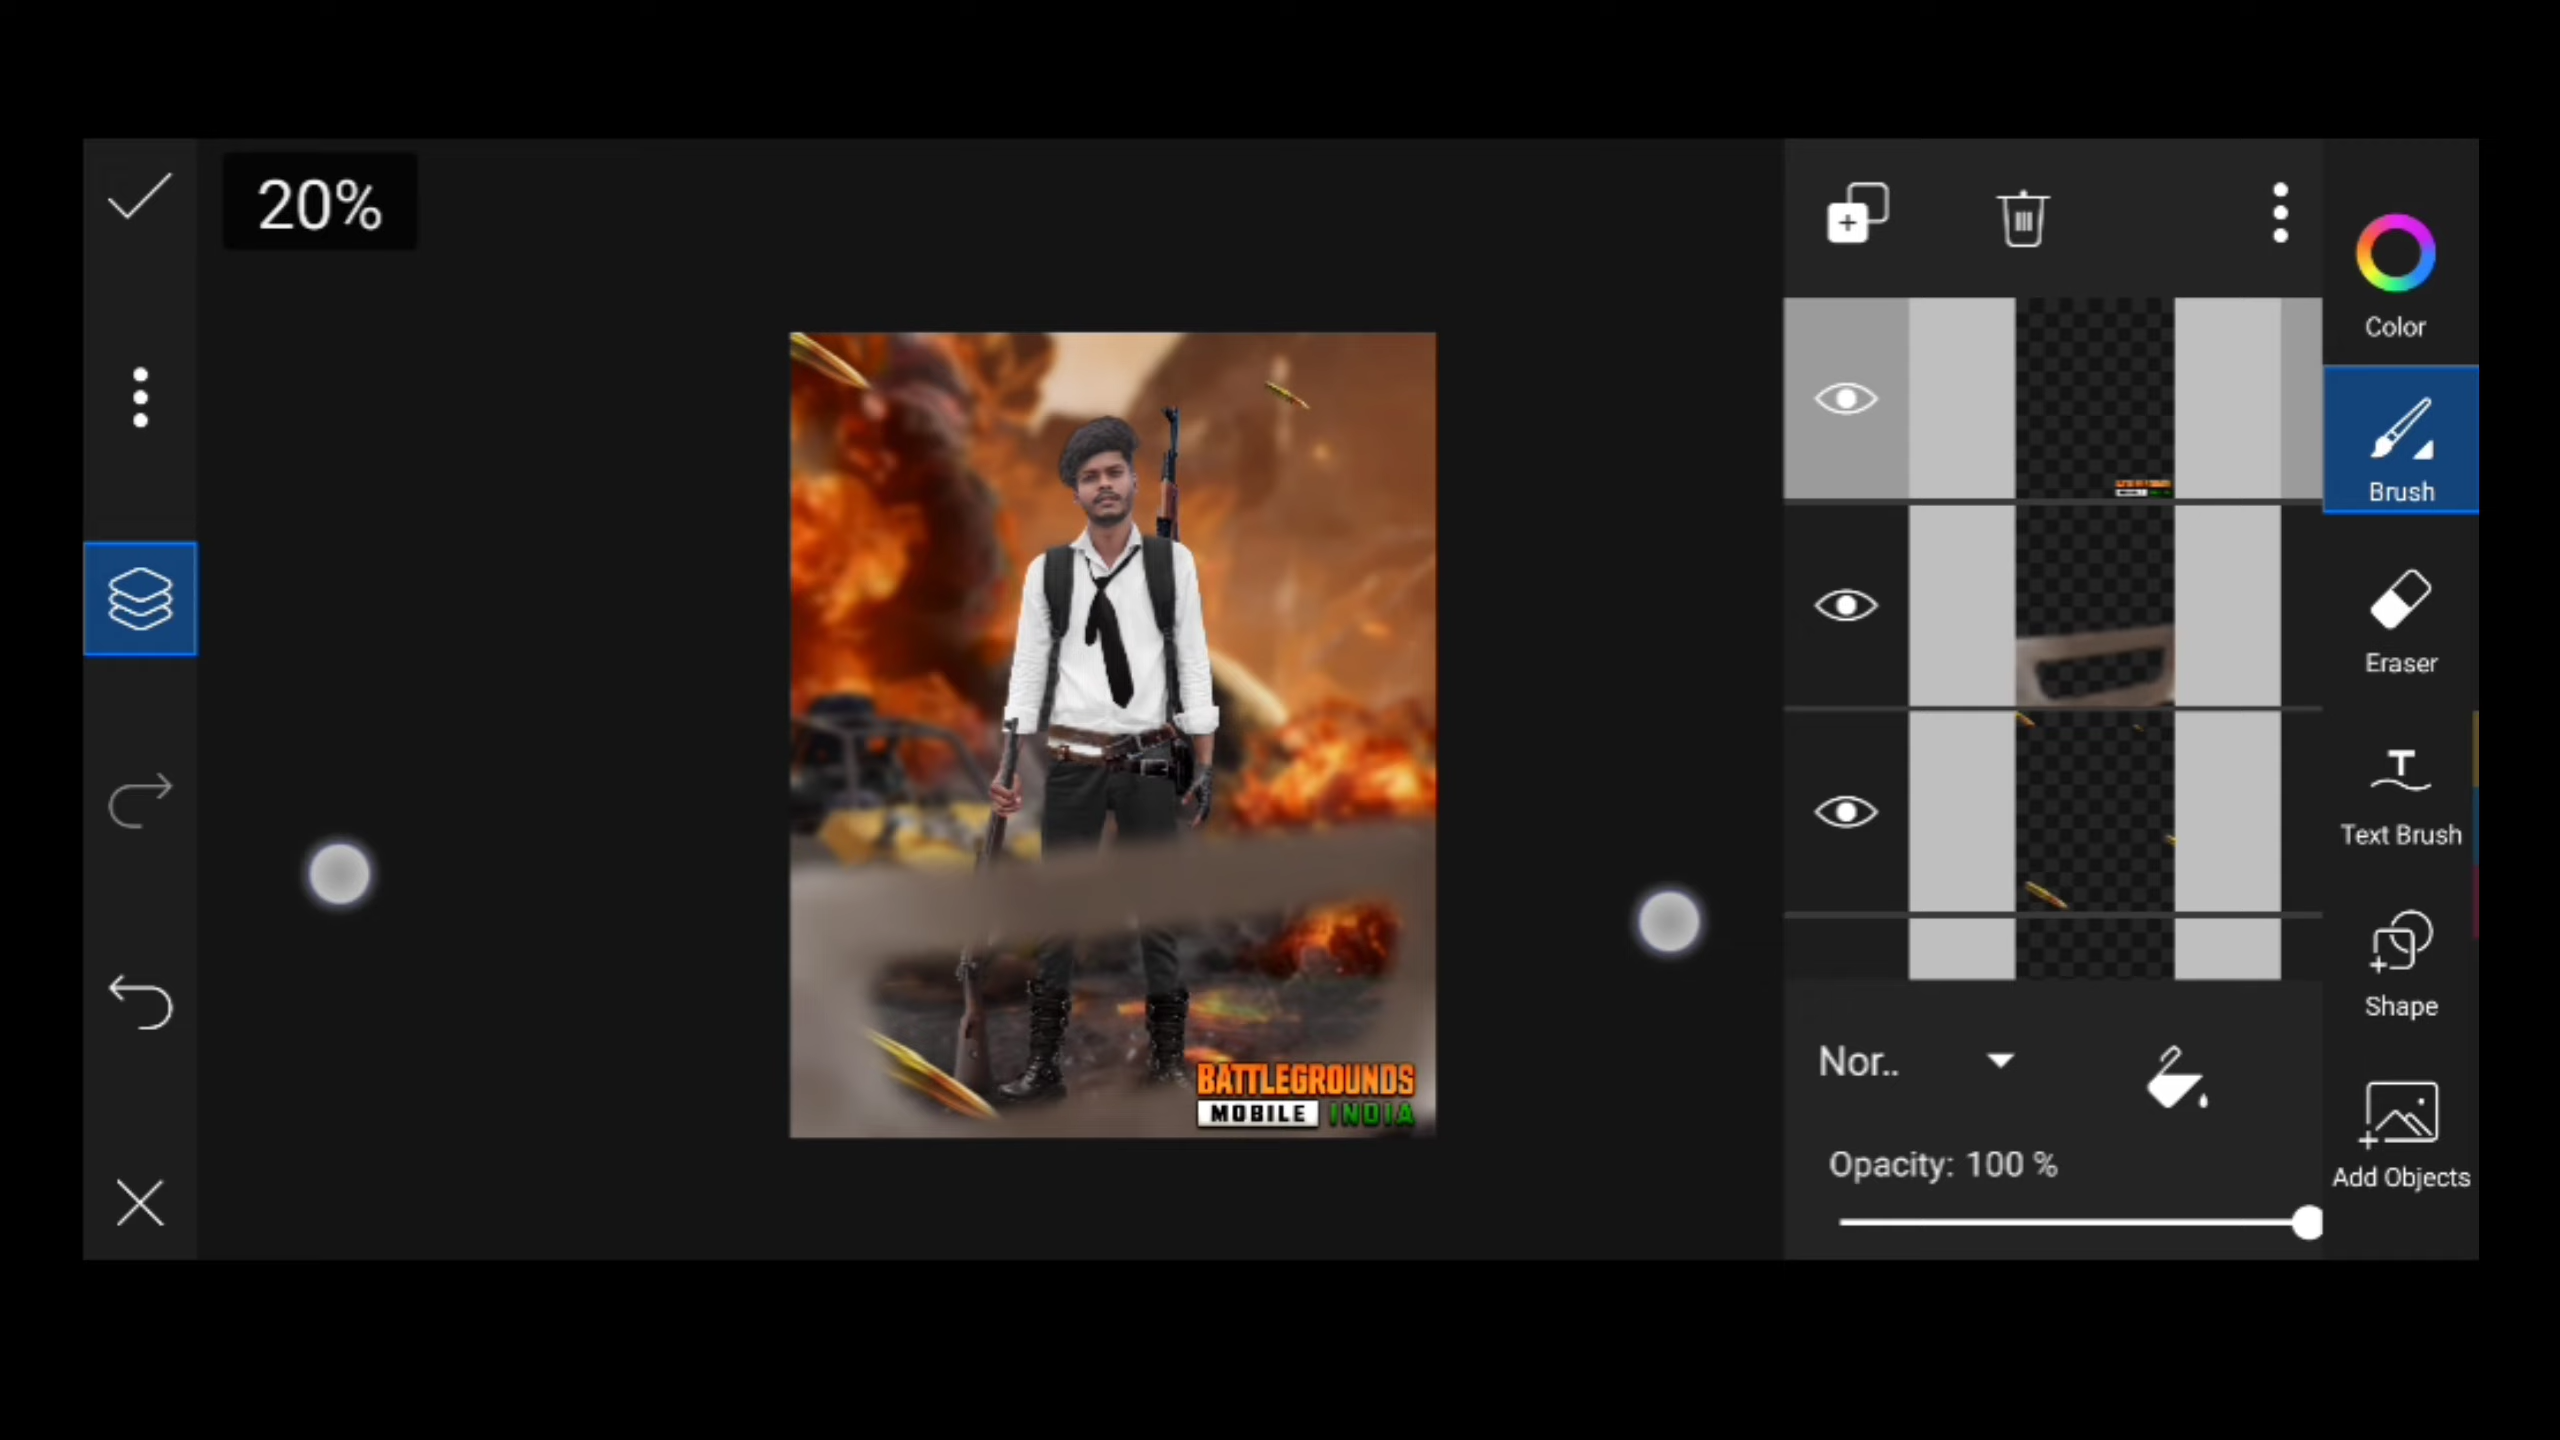 20%
Color
Brush
Eraser
Text Brush
Shape
Add Objects
Nor..
Opacity: 100 %
BATTLEGROUNDS
MOBILE INDIA